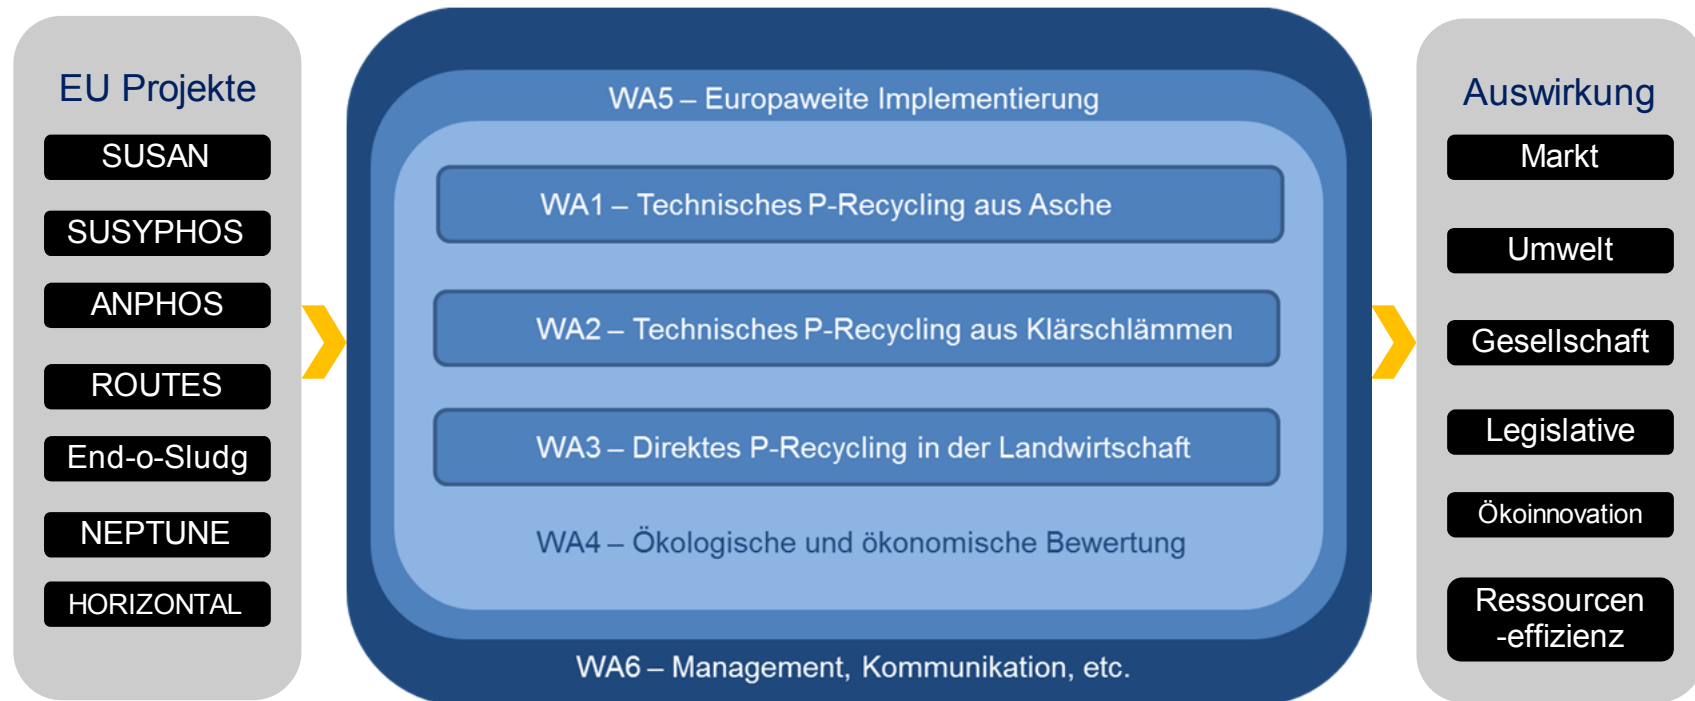 EU Projekte
SUSAN
SUSYPHOS
ANPHOS
ROUTES
End-o-Sludg
NEPTUNE
HORIZONTAL
WA5 – Europaweite Implementierung
WA1 – Technisches P-Recycling aus Asche
WA2 – Technisches P-Recycling aus Klärschlämmen
WA3 – Direktes P-Recycling in der Landwirtschaft
WA4 – Ökologische und ökonomische Bewertung
WA6 – Management, Kommunikation, etc.
Auswirkung
Markt
Umwelt
Gesellschaft
Legislative
Ökoinnovation
Ressourcen
-effizienz